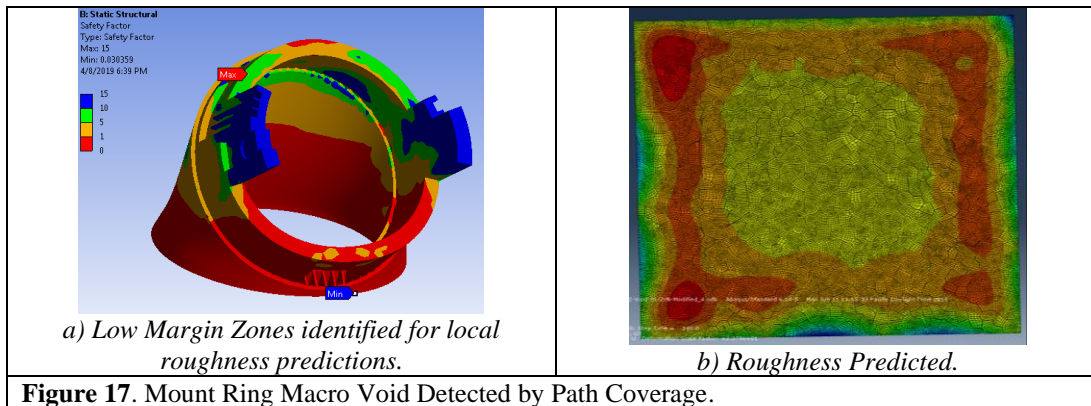 B: Static Structural
Safety Factor
Type: Safety Factor
Max: 15
Min: 0.030359
4/8/2019 6:39 PM
15
10
5
1
0
Max
Min
a) Low Margin Zones identified for local
roughness predictions.
b) Roughness Predicted.
Figure 17. Mount Ring Macro Void Detected by Path Coverage.